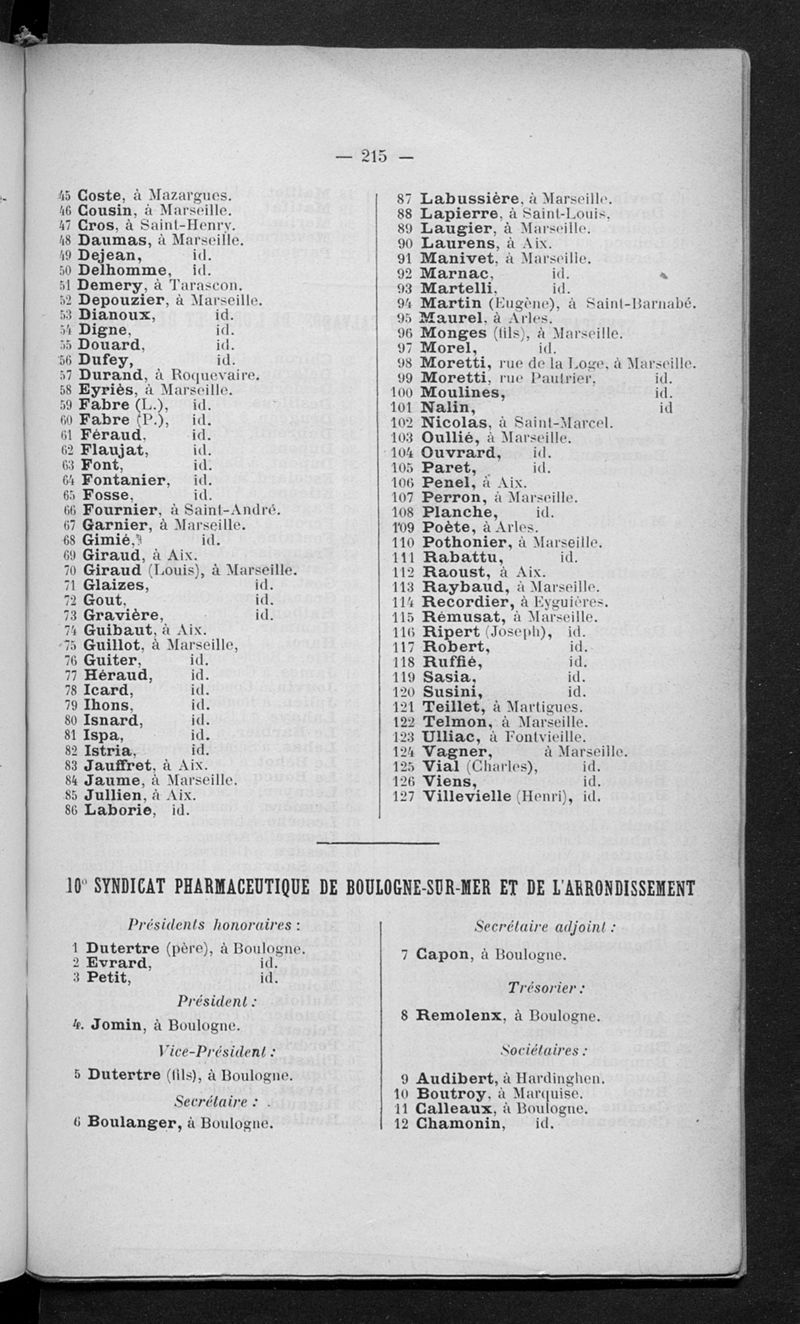 — 215 —
45 Coste, à Mazargues.
46 Cousin, à Marseille.
47 Cros, à Saint-Henry.
48 Daumas, à Marseille.
49 Dejean, id.
50 Delhomme, id.
51 Demery, à Tarascon.
52 Depouzier, à Marseille.
53 Dianoux, id.
54 Digne, id.
55 Douard, id.
56 Dufey, id.
57 Durand, à Roquevaire.
58 Eyriès, à Marseille.
59 Fabre (L.), id.
60 Fabre (P.), id.
61 Féraud, id.
62 Flaujat, id.
63 Font, id.
64 Fontanier, id.
65 Fosse, id.
66 Fournier, à Saint-André.
67 Garnier, à Marseille.
68 Gimié, id.
69 Giraud, à Aix.
70 Giraud (Louis), à Marseille.
71 Glaizes, id.
72 Gout, id.
73 Gravière, id.
74 Guibaut, à Aix.
75 Guillot, à Marseille,
76 Guiter, id.
77 Héraud, id.
78 Icard, id.
79 Ihons, id.
80 Isnard, id.
81 Ispa, id.
82 Istria, id.
83 Jauffret, à Aix.
84 Jaume, à Marseille.
85 Jullien, à Aix.
86 Laborie, id.
87 Labussière, à Marseille.
88 Lapierre, à Saint-Louis.
89 Laugier, à Marseille.
90 Laurens, à Aix.
91 Manivet, à Marseille.
92 Marnac, id.
93 Martelli, id.
94 Martin (Eugène), à Saint-Barnabé.
95 Maurel, à Arles.
96 Monges (fils), à Marseille.
97 Morel, id.
98 Moretti, rue de la Loge, à Marseille.
99 Moretti, rue Pautrier, id.
100 Moulines, id.
101 Nalin, id
102 Nicolas, à Saint-Marcel.
103 Oullié, à Marseille.
104 Ouvrard, id.
105 Paret, id.
106 Penel, à Aix.
107 Perron, à Marseille.
108 Planche, id.
109 Poète, à Arles.
110 Pothonier, à Marseille.
111 Rabattu, id.
112 Raoust, à Aix.
113 Raybaud, à Marseille.
114 Recordier, à Eyguières.
115 Rémusat, à Marseille.
116 Ripert (Joseph), id.
117 Robert, id.
118 Ruffié, id.
119 Sasia, id.
120 Susini, id.
121 Teillet, à Martigues.
122 Telmon, à Marseille.
123 Ulliac, à Fontvieille.
124 Vagner, à Marseille.
125 Vial (Charles), id.
126 Viens, id.
127 Villevielle (Henri), id.
10° SYNDICAT PHARMACEUTIQUE DE BOULOGNE-SUR-MER ET DE L'ARRONDISSEMENT
Présidents honoraires :
1 Dutertre (père), à Boulogne.
2 Evrard, id.
3 Petit, id.
Président :
4. Jomin, à Boulogne.
Vice-Président :
5 Dutertre (fils), à Boulogne.
Secrétaire :
6 Boulanger, à Boulogne.
Secrétaire adjoint :
7 Capon, à Boulogne.
Trésorier :
8 Remolenx, à Boulogne.
Sociétaires :
9 Audibert, à Hardinghen.
10 Boutroy, à Marquise.
11 Calleaux, à Boulogne.
12 Chamonin, id.